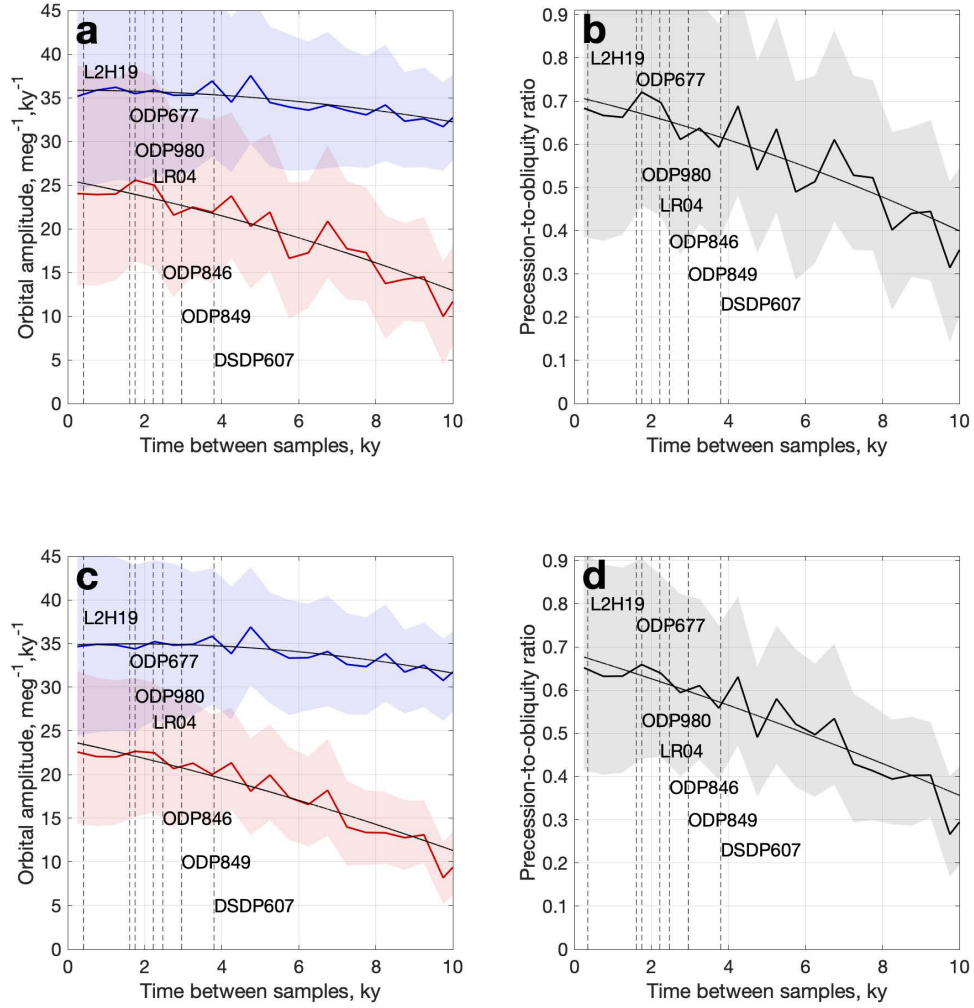 a
45
40
35
30
25
20
15
10
5
0
Orbital amplitude, meg⁻¹,ky⁻¹
L2H19
ODP677
ODP980
LR04
ODP846
ODP849
DSDP607
0 2 4 6 8 10
Time between samples, ky
b
0.9
0.8
0.7
0.6
0.5
0.4
0.3
0.2
0.1
0
Precession-to-obliquity ratio
L2H19
ODP677
ODP980
LR04
ODP846
ODP849
DSDP607
0 2 4 6 8 10
Time between samples, ky
c
45
40
35
30
25
20
15
10
5
0
Orbital amplitude, meg⁻¹,ky⁻¹
L2H19
ODP677
ODP980
LR04
ODP846
ODP849
DSDP607
0 2 4 6 8 10
Time between samples, ky
d
0.9
0.8
0.7
0.6
0.5
0.4
0.3
0.2
0.1
0
Precession-to-obliquity ratio
L2H19
ODP677
ODP980
LR04
ODP846
ODP849
DSDP607
0 2 4 6 8 10
Time between samples, ky